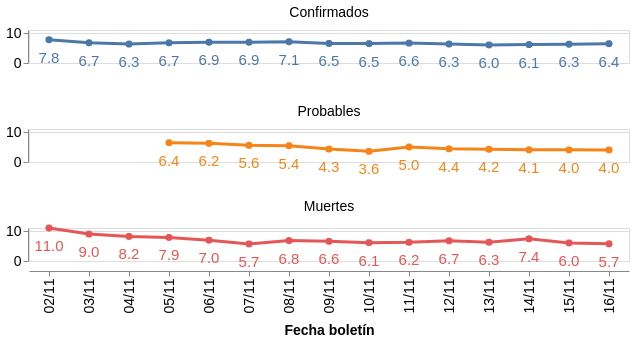 Confirmados
10
0
7.8 6.7 6.3 6.7 6.9 6.9 7.1 6.5 6.5 6.6 6.3 6.0 6.1 6.3 6.4
Probables
10
0
6.4 6.2 5.6 5.4 4.3 3.6 5.0 4.4 4.2 4.1 4.0 4.0
Muertes
10
0
11.0 9.0 8.2 7.9 7.0 5.7 6.8 6.6 6.1 6.2 6.7 6.3 7.4 6.0 5.7
02/11 03/11 04/11 05/11 06/11 07/11 08/11 09/11 10/11 11/11 12/11 13/11 14/11 15/11 16/11
Fecha boletín